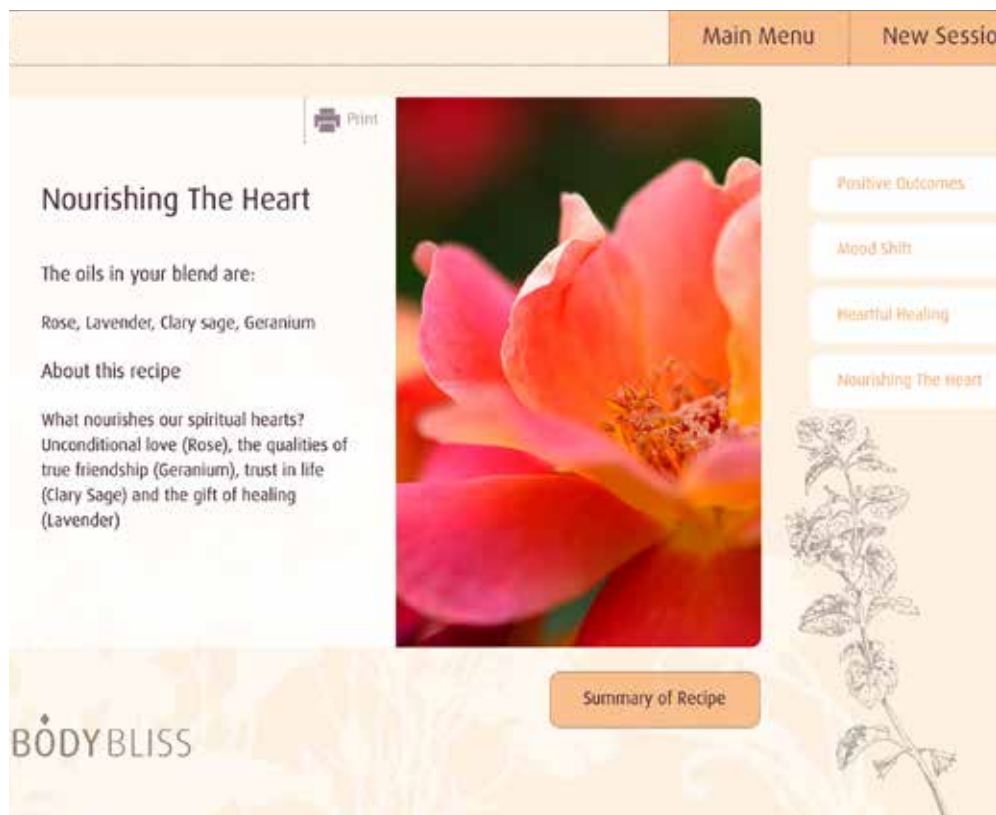 Main Menu
New Sessio
Print
Nourishing The Heart
The oils in your blend are:
Rose, Lavender, Clary sage, Geranium
About this recipe
What nourishes our spiritual hearts?
Unconditional love (Rose), the qualities of
true friendship (Geranium), trust in life
(Clary Sage) and the gift of healing
(Lavender)
Positive Outcomes
Mood Shift
Heartful Healing
Nourishing The Heart
Summary of Recipe
BODYBLISS